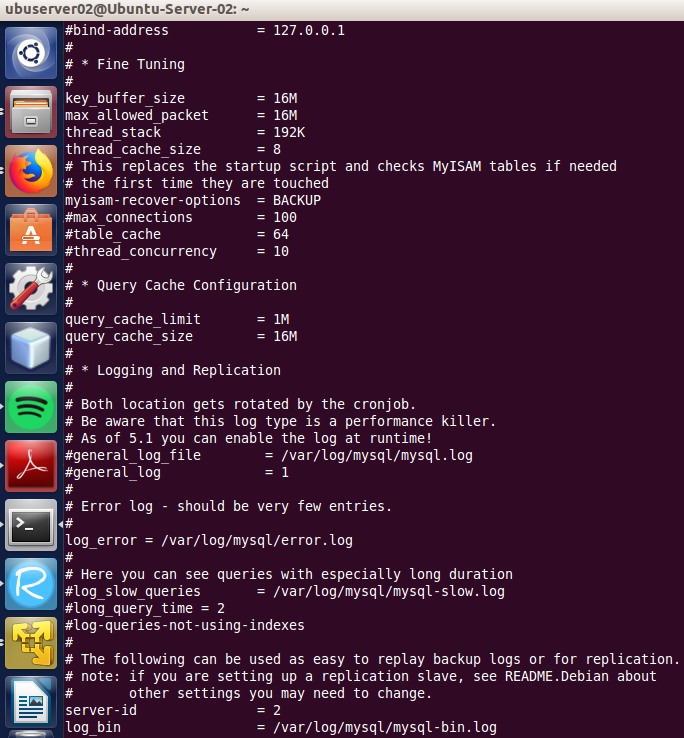 ubuserver02@Ubuntu-Server-02: ~
#bind-address           = 127.0.0.1
#
# * Fine Tuning
#
key_buffer_size         = 16M
max_allowed_packet      = 16M
thread_stack            = 192K
thread_cache_size       = 8
# This replaces the startup script and checks MyISAM tables if needed
# the first time they are touched
myisam-recover-options  = BACKUP
#max_connections        = 100
#table_cache            = 64
#thread_concurrency     = 10
#
# * Query Cache Configuration
#
query_cache_limit       = 1M
query_cache_size        = 16M
#
# * Logging and Replication
#
# Both location gets rotated by the cronjob.
# Be aware that this log type is a performance killer.
# As of 5.1 you can enable the log at runtime!
#general_log_file        = /var/log/mysql/mysql.log
#general_log             = 1
#
# Error log - should be very few entries.
#
log_error = /var/log/mysql/error.log
#
# Here you can see queries with especially long duration
#log_slow_queries       = /var/log/mysql/mysql-slow.log
#long_query_time = 2
#log-queries-not-using-indexes
#
# The following can be used as easy to replay backup logs or for replication.
# note: if you are setting up a replication slave, see README.Debian about
#       other settings you may need to change.
server-id               = 2
log_bin                 = /var/log/mysql/mysql-bin.log